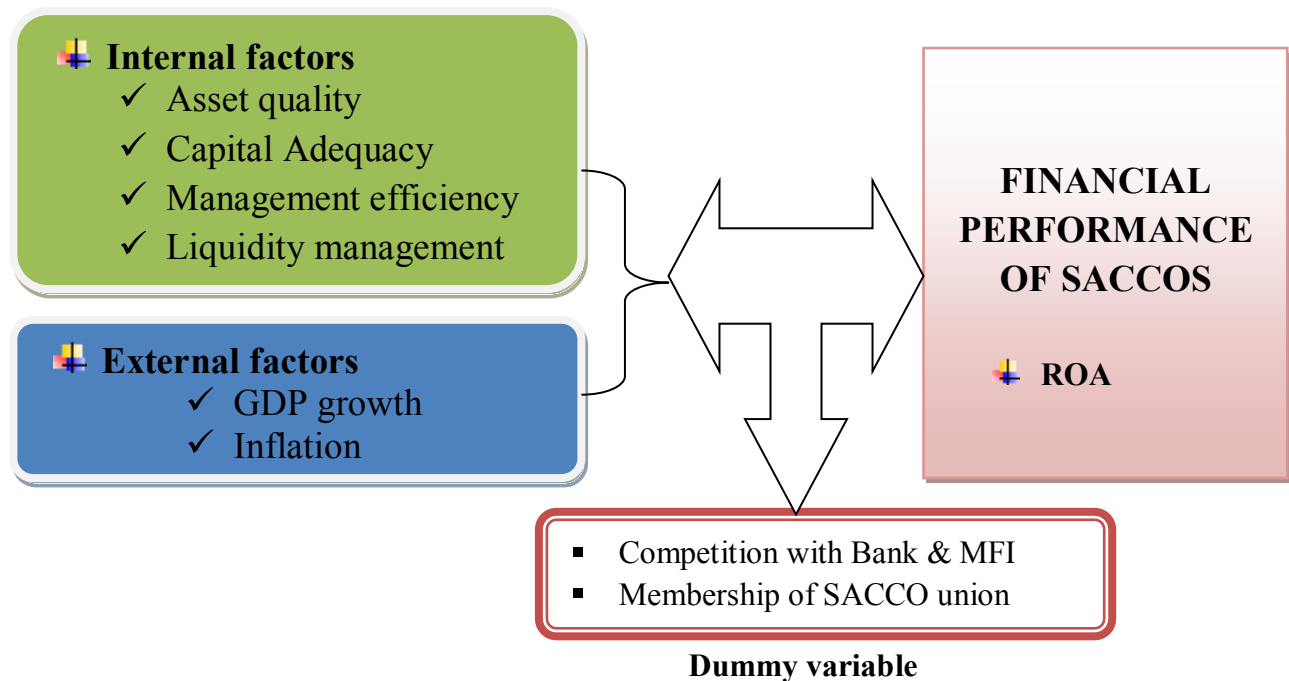 Internal factors
✓ Asset quality
✓ Capital Adequacy
✓ Management efficiency
✓ Liquidity management
External factors
✓ GDP growth
✓ Inflation
FINANCIAL
PERFORMANCE
OF SACCOS
ROA
▪ Competition with Bank & MFI
▪ Membership of SACCO union
Dummy variable